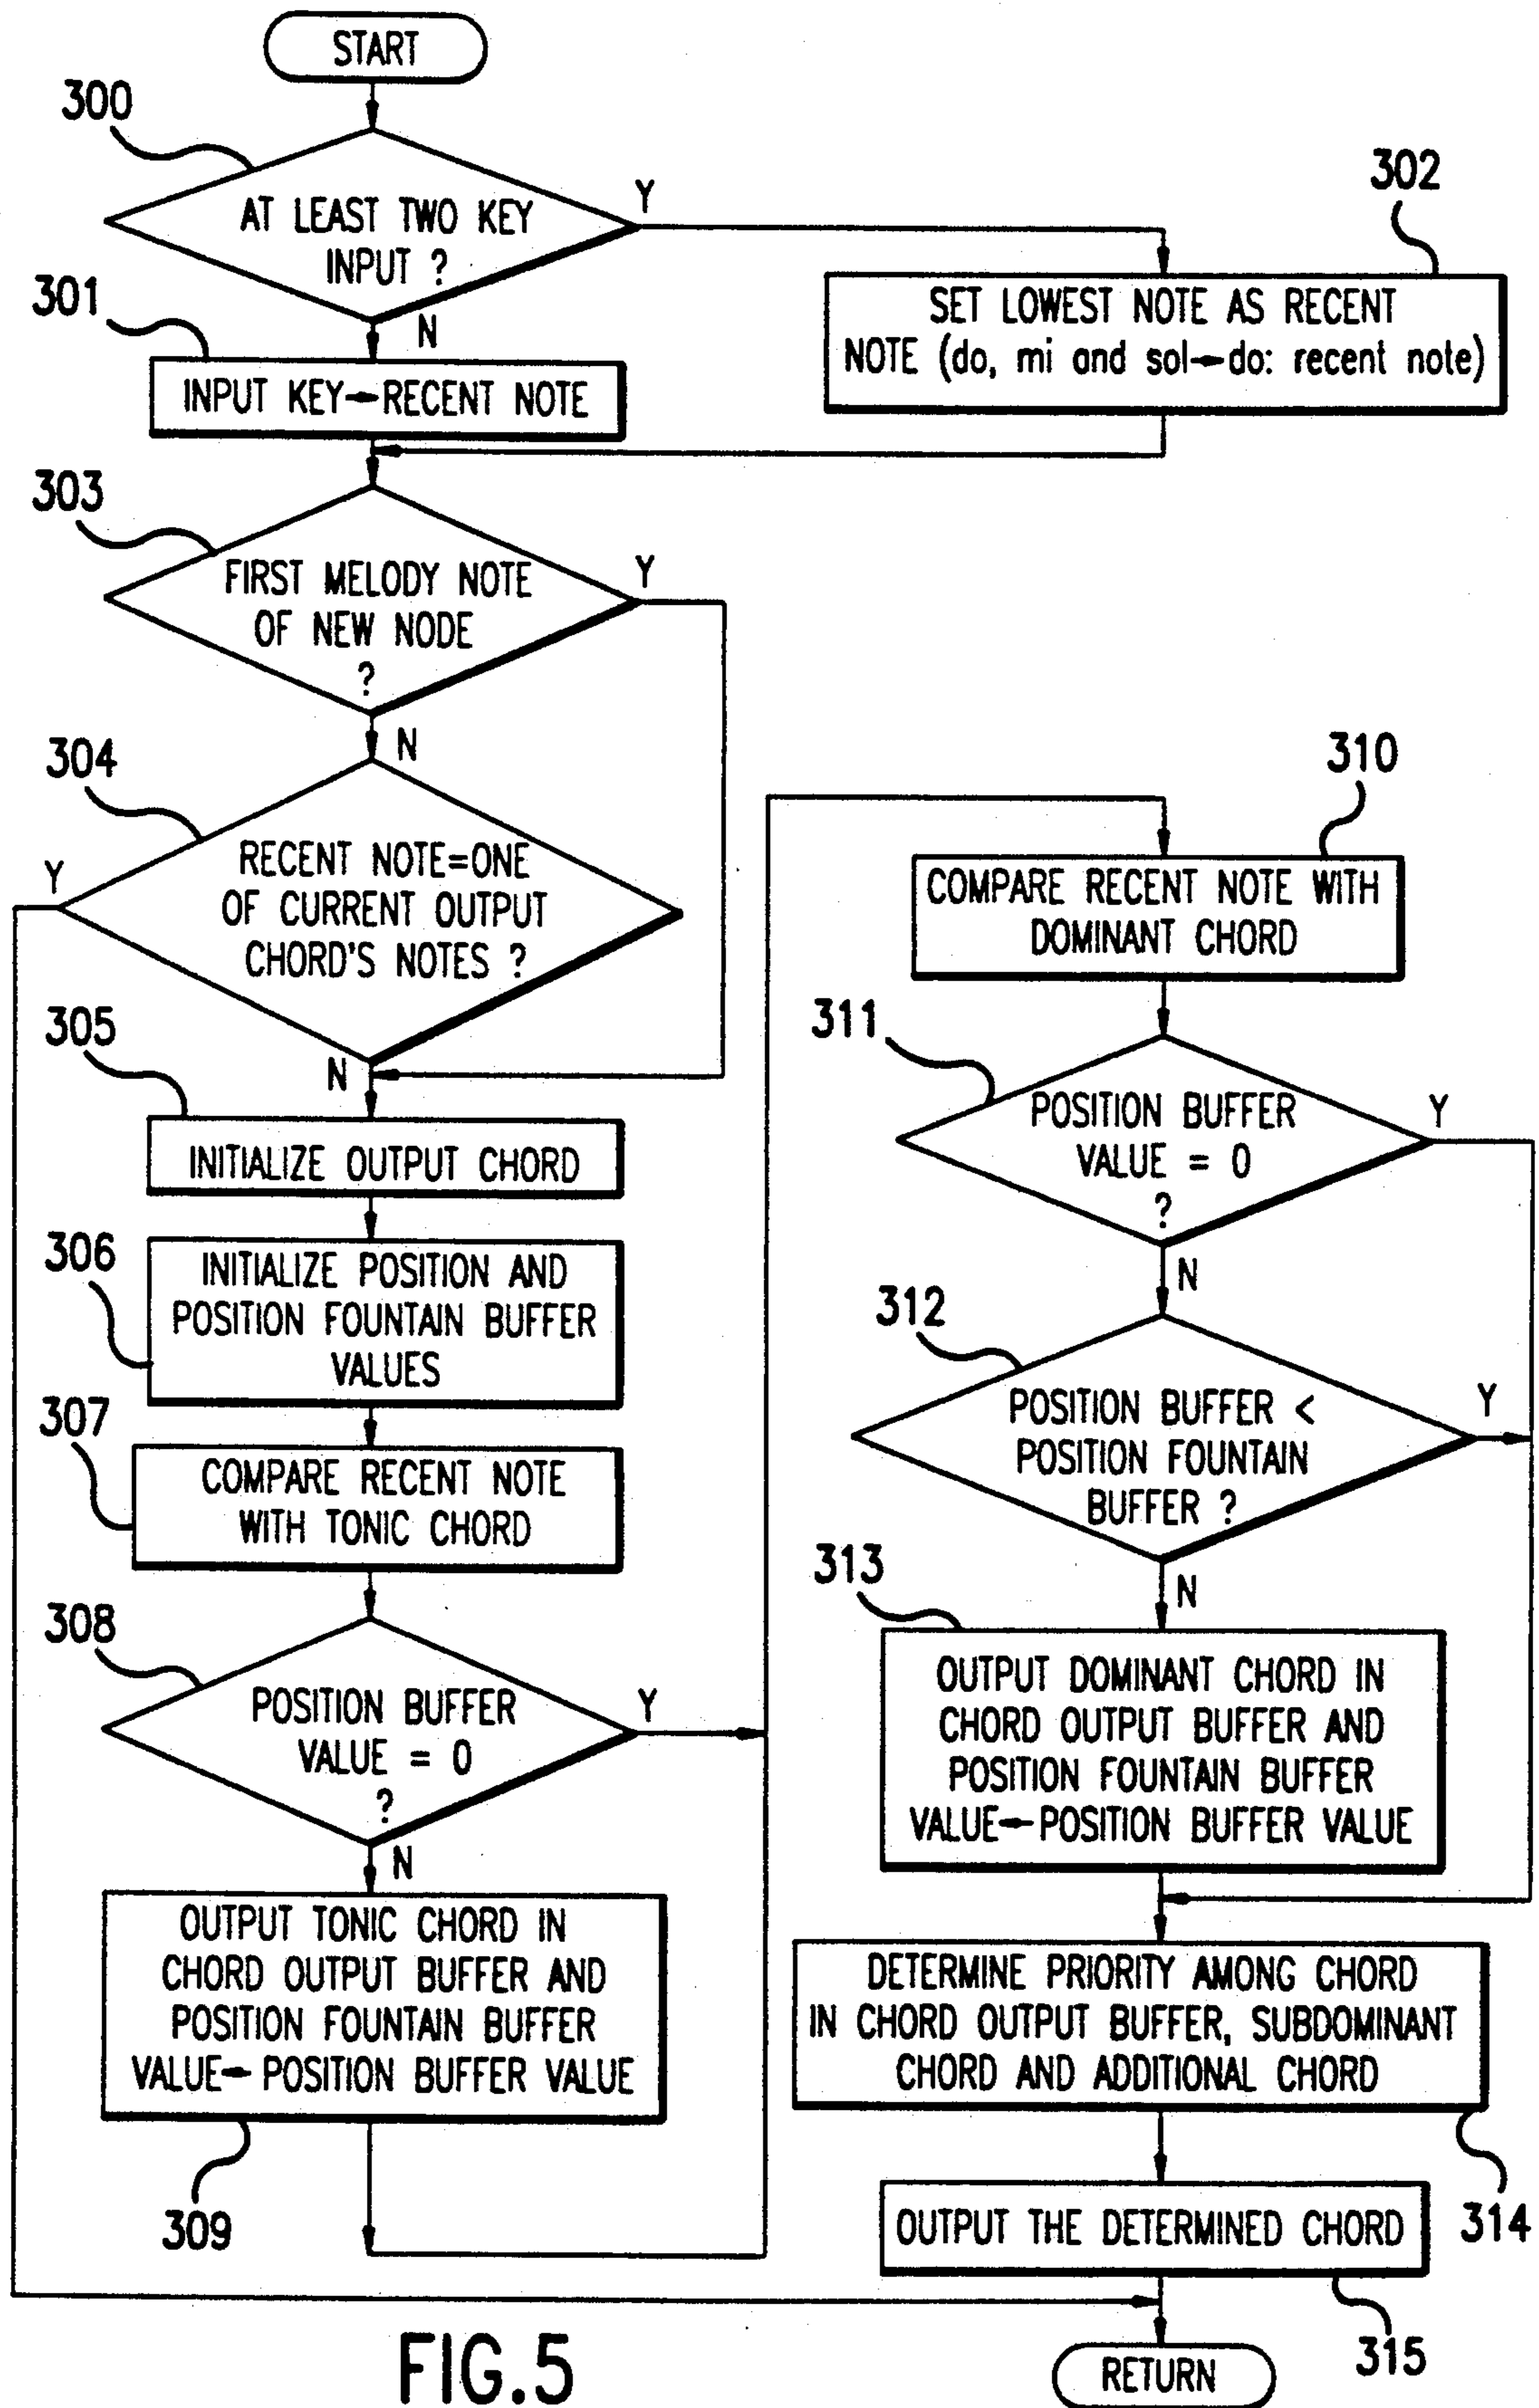 START
300
AT LEAST TWO KEY
INPUT ?
Y
N
302
SET LOWEST NOTE AS RECENT
NOTE (do, mi and sol→do: recent note)
301
INPUT KEY→RECENT NOTE
303
FIRST MELODY NOTE
OF NEW NODE
?
Y
N
304
RECENT NOTE=ONE
OF CURRENT OUTPUT
CHORD'S NOTES ?
Y
N
305
INITIALIZE OUTPUT CHORD
306
INITIALIZE POSITION AND
POSITION FOUNTAIN BUFFER
VALUES
307
COMPARE RECENT NOTE
WITH TONIC CHORD
308
POSITION BUFFER
VALUE = 0
?
Y
N
OUTPUT TONIC CHORD IN
CHORD OUTPUT BUFFER AND
POSITION FOUNTAIN BUFFER
VALUE←POSITION BUFFER VALUE
309
310
COMPARE RECENT NOTE WITH
DOMINANT CHORD
311
POSITION BUFFER
VALUE = 0
?
Y
N
312
POSITION BUFFER <
POSITION FOUNTAIN
BUFFER ?
Y
N
313
OUTPUT DOMINANT CHORD IN
CHORD OUTPUT BUFFER AND
POSITION FOUNTAIN BUFFER
VALUE←POSITION BUFFER VALUE
DETERMINE PRIORITY AMONG CHORD
IN CHORD OUTPUT BUFFER, SUBDOMINANT
CHORD AND ADDITIONAL CHORD
314
OUTPUT THE DETERMINED CHORD
315
RETURN
FIG.5